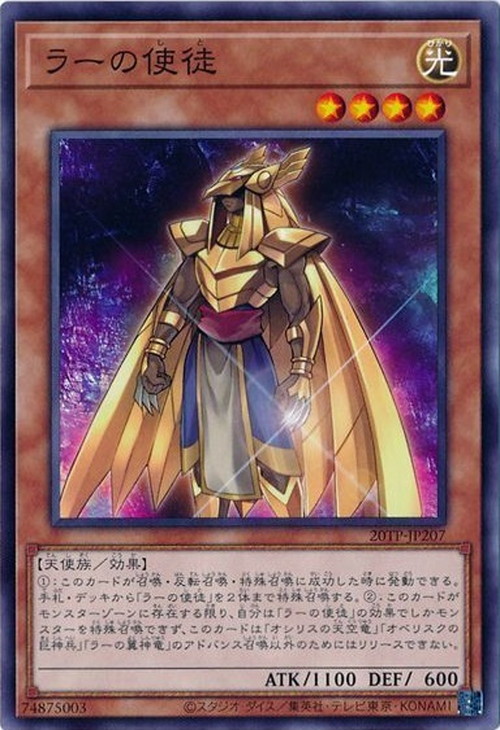 ラーの使徒
光
20TP-JP207
【天使族／効果】
①：このカードが召喚・反転召喚・特殊召喚に成功した時に発動できる。
手札・デッキから「ラーの使徒」を２体まで特殊召喚する。②：このカードが
モンスターゾーンに存在する限り、自分は「ラーの使徒」の効果でしかモン
スターを特殊召喚できず、このカードは「オシリスの天空竜」「オベリスクの
巨神兵」「ラーの翼神竜」のアドバンス召喚以外のためにはリリースできない。
ATK/1100 DEF/ 600
74875003
©スタジオ・ダイス／集英社・テレビ東京・KONAMI